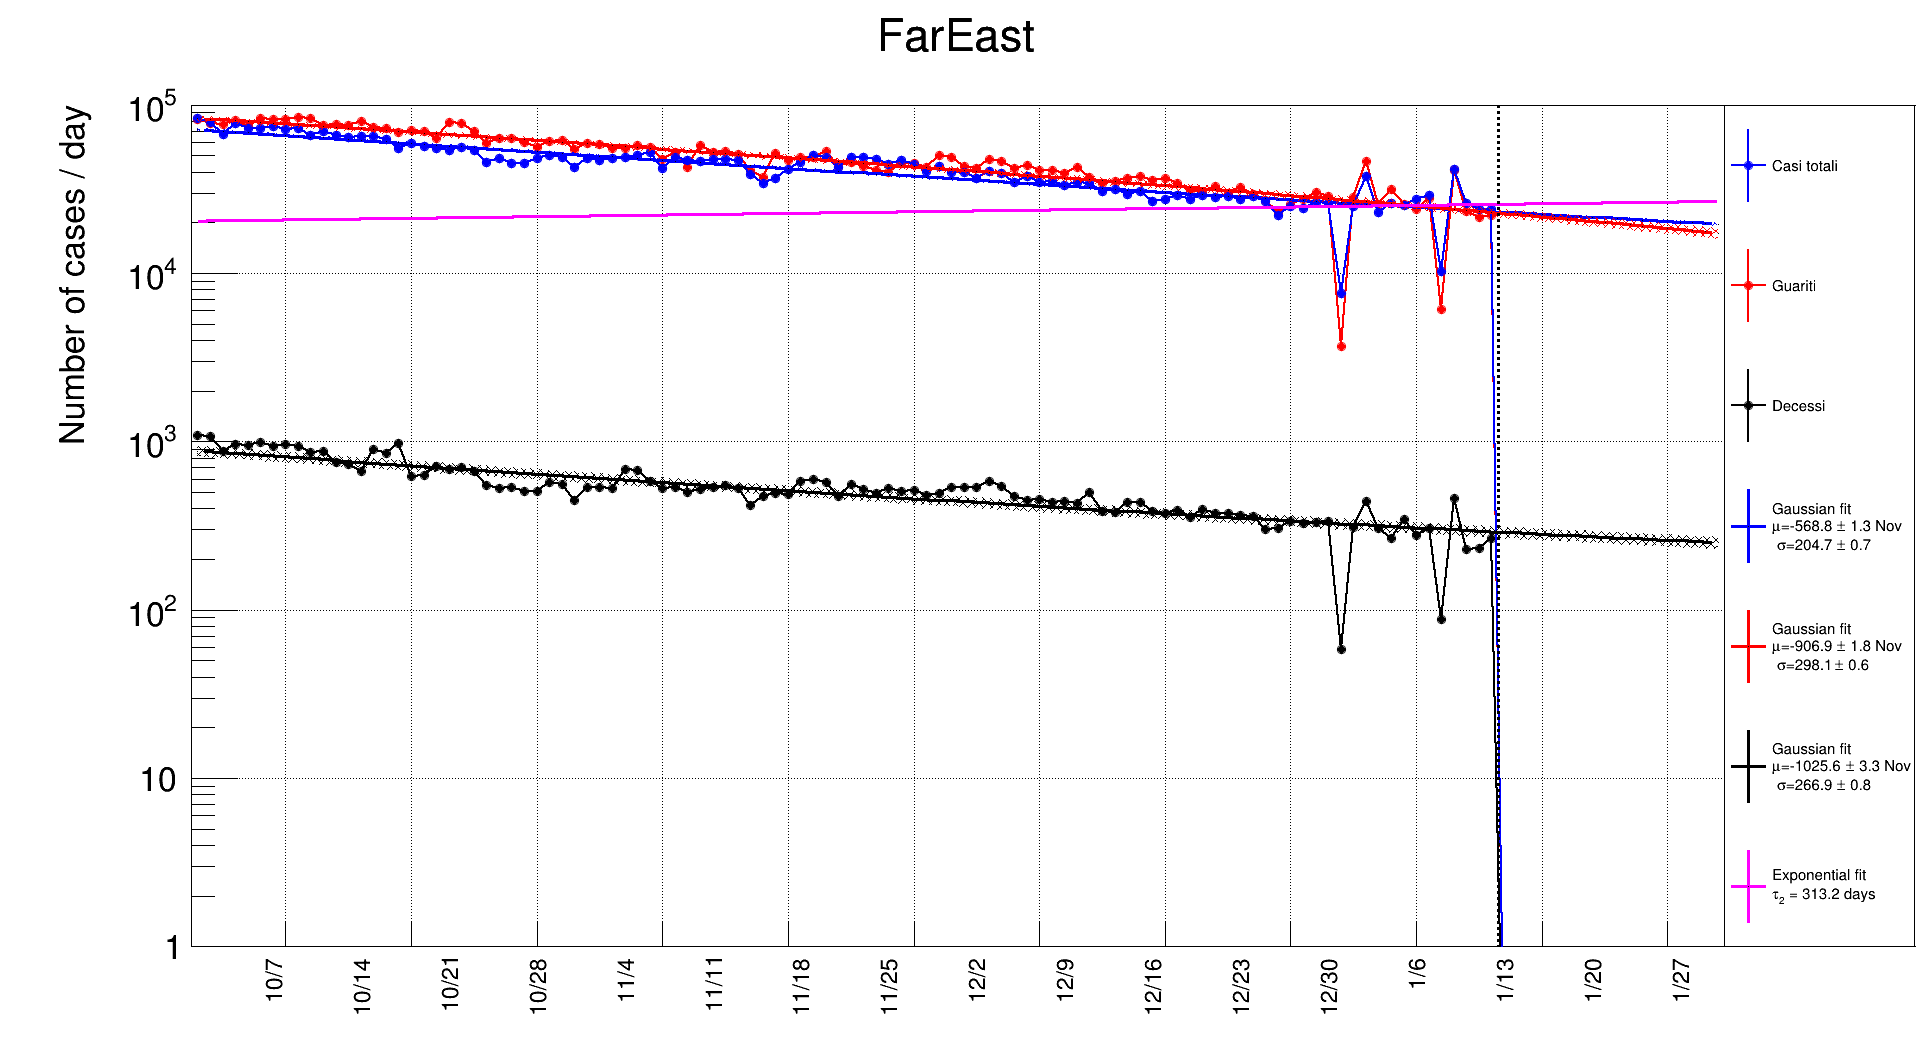 FarEast
Number of cases / day
10^5
10^4
10^3
10^2
10
1
10/7
10/14
10/21
10/28
11/4
11/11
11/18
11/25
12/2
12/9
12/16
12/23
12/30
1/6
1/13
1/20
1/27
Casi totali
Guariti
Decessi
Gaussian fit
μ=-568.8 ± 1.3 Nov
σ=204.7 ± 0.7
Gaussian fit
μ=-906.9 ± 1.8 Nov
σ=298.1 ± 0.6
Gaussian fit
μ=-1025.6 ± 3.3 Nov
σ=266.9 ± 0.8
Exponential fit
τ₂ = 313.2 days